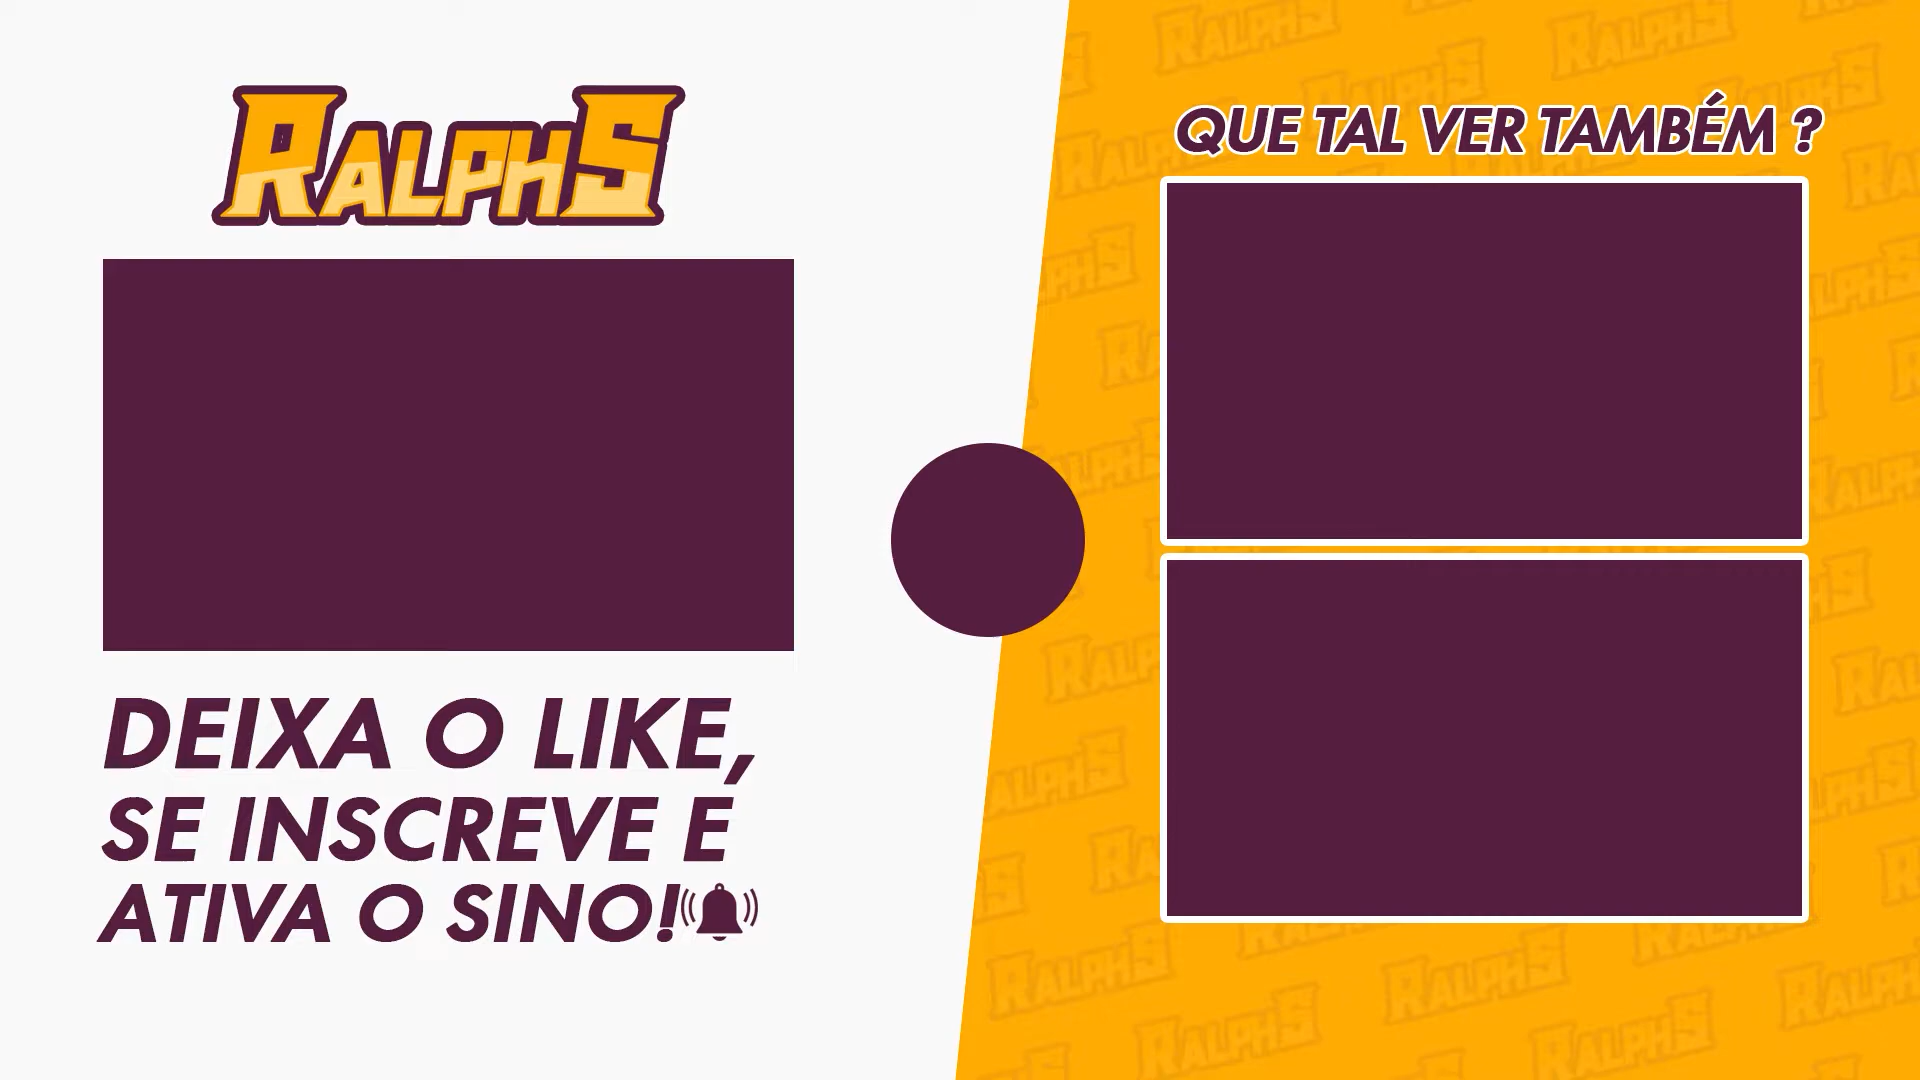 RALPHS
DEIXA O LIKE,
SE INSCREVE E
ATIVA O SINO!
QUE TAL VER TAMBÉM ?